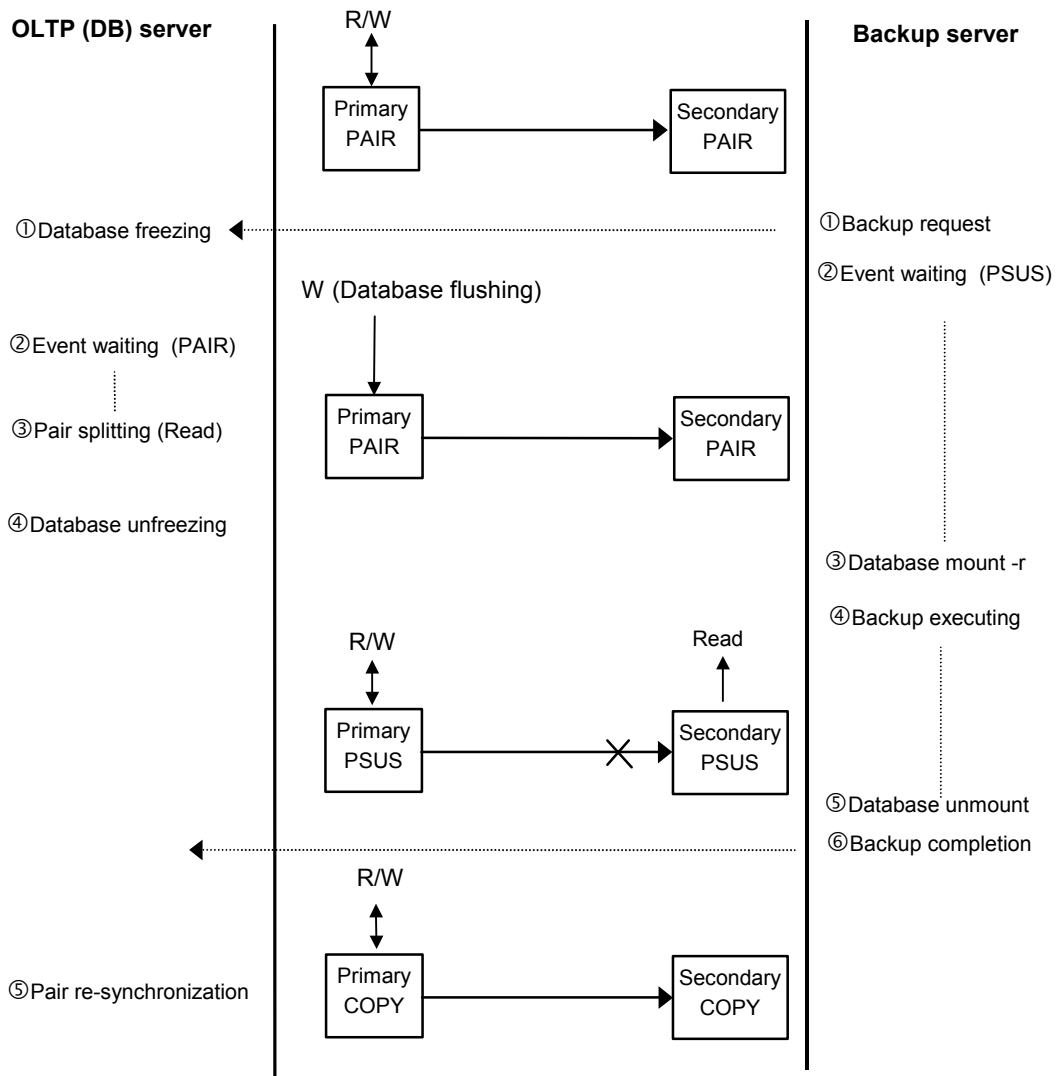 OLTP (DB) server
R/W
Backup server
Primary
PAIR
Secondary
PAIR
①Database freezing
①Backup request
②Event waiting (PSUS)
W (Database flushing)
②Event waiting (PAIR)
③Pair splitting (Read)
Primary
PAIR
Secondary
PAIR
④Database unfreezing
③Database mount -r
④Backup executing
R/W
Read
Primary
PSUS
Secondary
PSUS
⑤Database unmount
⑥Backup completion
R/W
⑤Pair re-synchronization
Primary
COPY
Secondary
COPY